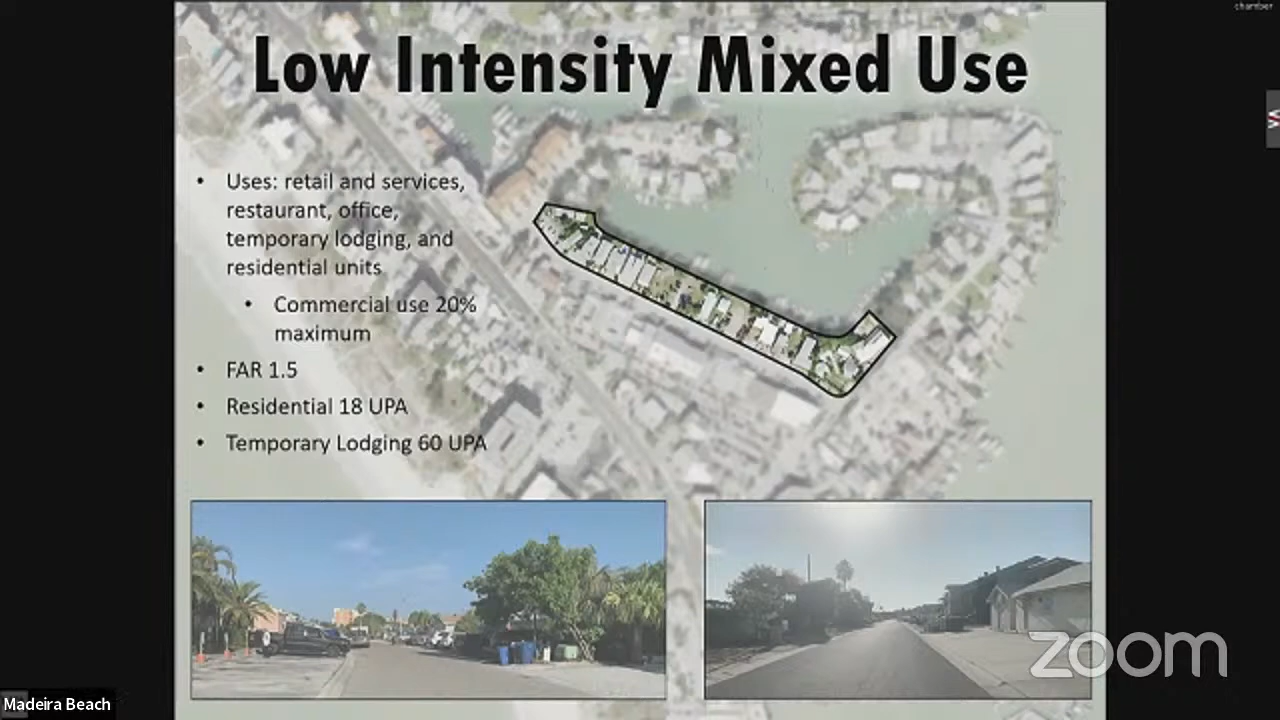 chamber
Low Intensity Mixed Use
• Uses: retail and services,
restaurant, office,
temporary lodging, and
residential units
• Commercial use 20%
maximum
• FAR 1.5
• Residential 18 UPA
• Temporary Lodging 60 UPA
zoom
Madeira Beach